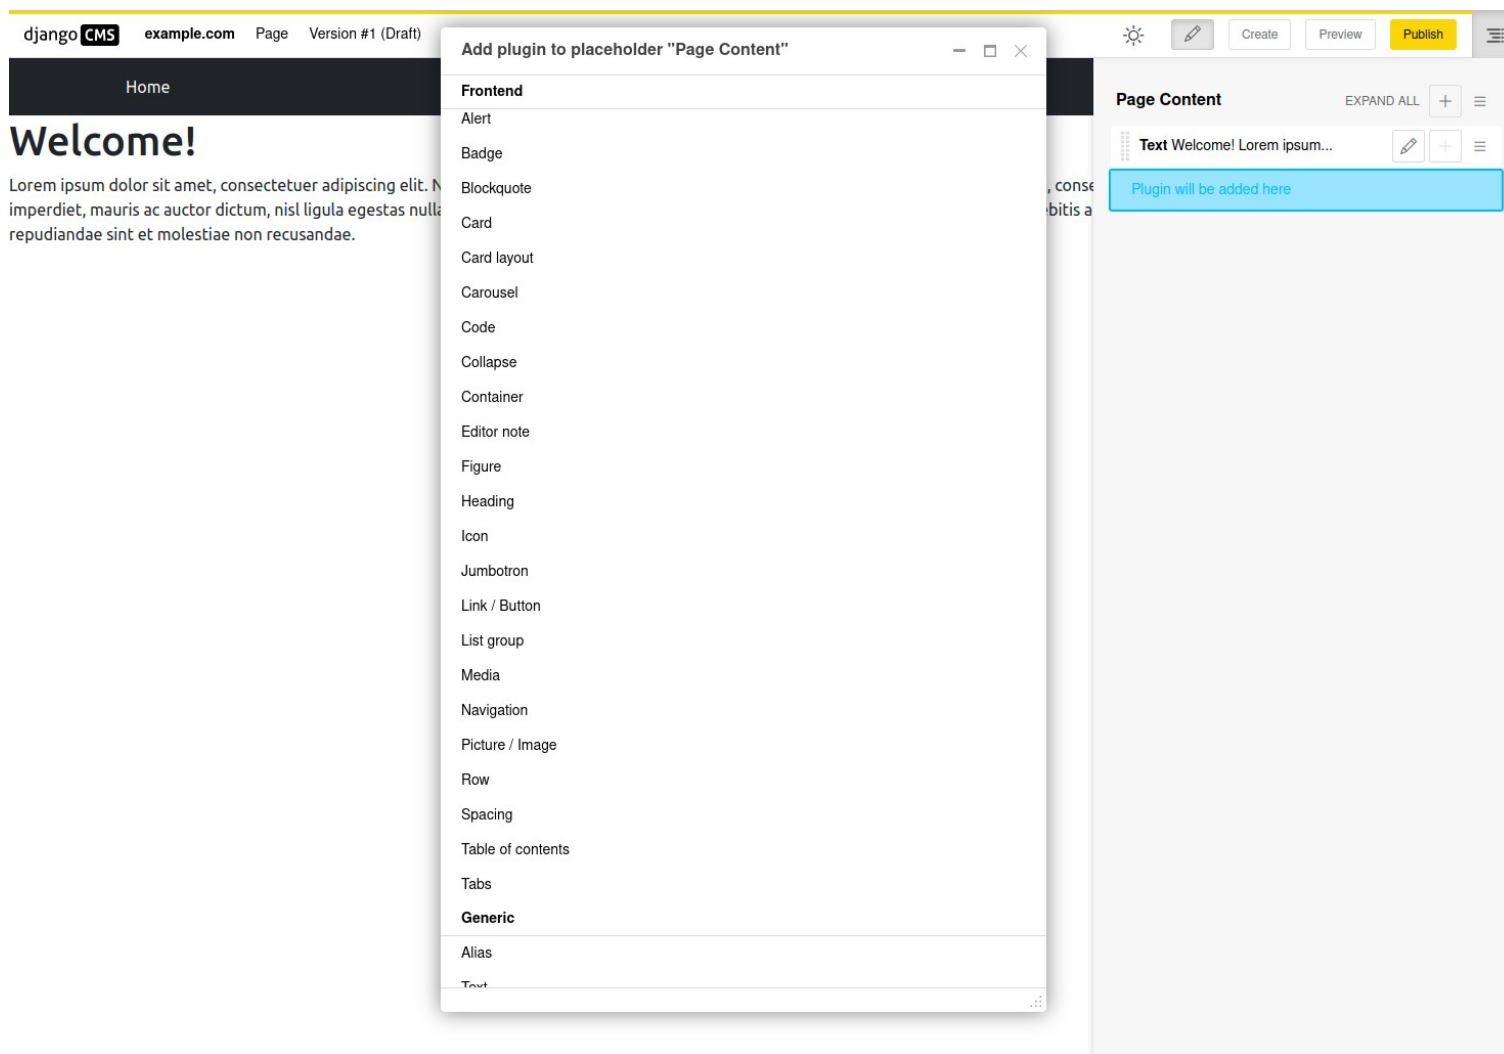 django CMS example.com Page Version #1 (Draft)
Create Preview Publish
Home
Welcome!
Lorem ipsum dolor sit amet, consectetuer adipiscing elit.
imperdiet, mauris ac auctor dictum, nisl ligula egestas
repudiandae sint et molestiae non recusandae.
Add plugin to placeholder "Page Content"
Frontend
Alert
Badge
Blockquote
Card
Card layout
Carousel
Code
Collapse
Container
Editor note
Figure
Heading
Icon
Jumbotron
Link / Button
List group
Media
Navigation
Picture / Image
Row
Spacing
Table of contents
Tabs
Generic
Alias
Text
Page Content EXPAND ALL
Text Welcome! Lorem ipsum...
Plugin will be added here